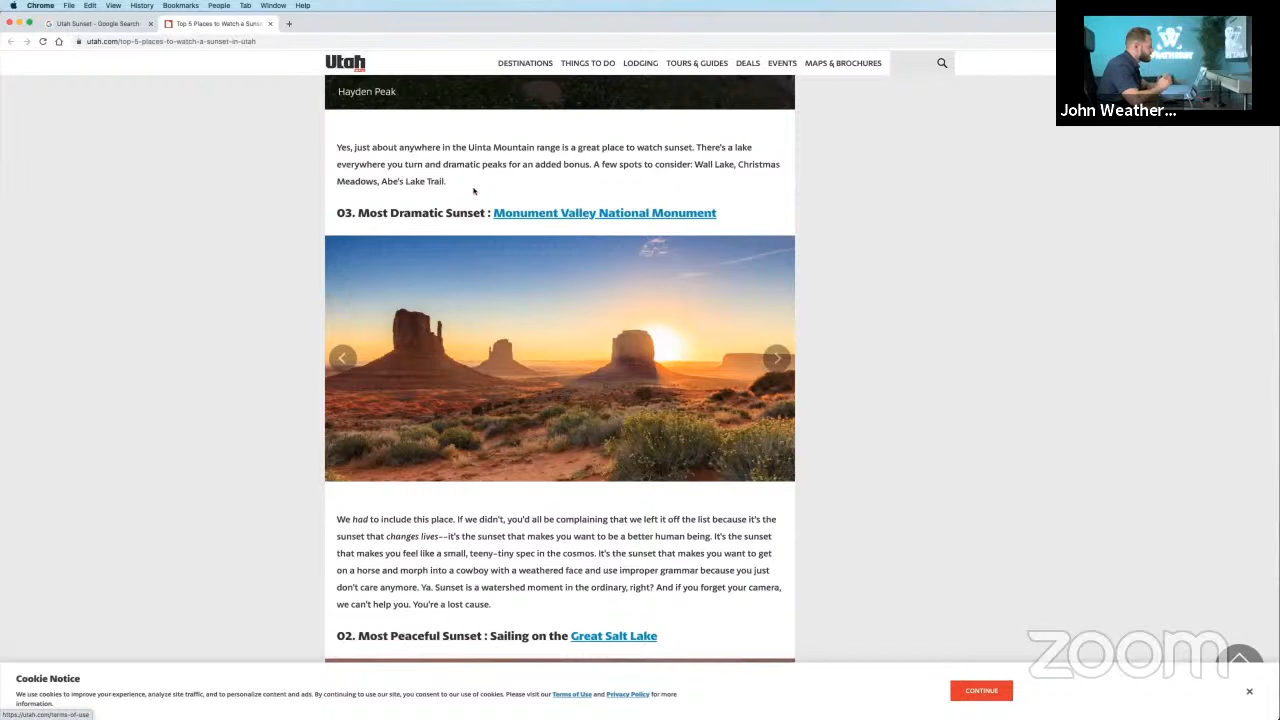 Chrome File Edit View History Bookmarks People Tab Window Help
Utah Sunset - Google Search
Top 5 Places to Watch a Sunse
utah.com/top-5-places-to-watch-a-sunset-in-utah
Utah
.com
DESTINATIONS THINGS TO DO LODGING TOURS & GUIDES DEALS EVENTS MAPS & BROCHURES
John Weather...
Hayden Peak
Yes, just about anywhere in the Uinta Mountain range is a great place to watch sunset. There's a lake
everywhere you turn and dramatic peaks for an added bonus. A few spots to consider: Wall Lake, Christmas
Meadows, Abe's Lake Trail.
03. Most Dramatic Sunset : Monument Valley National Monument
We had to include this place. If we didn't, you'd all be complaining that we left it off the list because it's the
sunset that changes lives--it's the sunset that makes you want to be a better human being. It's the sunset
that makes you feel like a small, teeny-tiny spec in the cosmos. It's the sunset that makes you want to get
on a horse and morph into a cowboy with a weathered face and use improper grammar because you just
don't care anymore. Ya. Sunset is a watershed moment in the ordinary, right? And if you forget your camera,
we can't help you. You're a lost cause.
02. Most Peaceful Sunset : Sailing on the Great Salt Lake
zoom
Cookie Notice
We use cookies to improve your experience, analyze site traffic, and to personalize content and ads. By continuing to use our site, you consent to our use of cookies. Please visit our Terms of Use and Privacy Policy for more
information.
CONTINUE
https://utah.com/terms-of-use